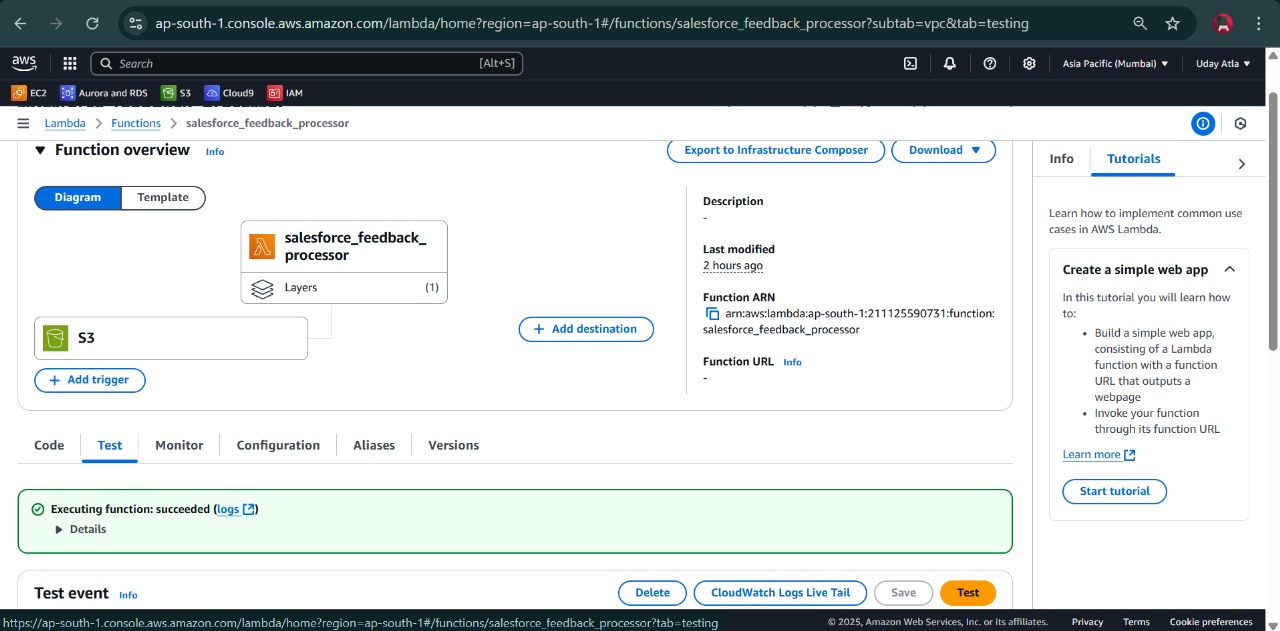 ap-south-1.console.aws.amazon.com/lambda/home?region=ap-south-1#/functions/salesforce_feedback_processor?subtab=vpc&tab=testing
aws
Search
[Alt+S]
Asia Pacific (Mumbai) ▼
Uday Atla ▼
EC2
Aurora and RDS
S3
Cloud9
IAM
Lambda > Functions > salesforce_feedback_processor
Function overview Info
Export to Infrastructure Composer
Download ▼
Diagram
Template
salesforce_feedback_
processor
Layers (1)
S3
+ Add trigger
+ Add destination
Description
-
Last modified
2 hours ago
Function ARN
arn:aws:lambda:ap-south-1:211125590731:function:
salesforce_feedback_processor
Function URL Info
-
Code
Test
Monitor
Configuration
Aliases
Versions
Executing function: succeeded (logs)
Details
Test event Info
Delete
CloudWatch Logs Live Tail
Save
Test
Info
Tutorials
Learn how to implement common use
cases in AWS Lambda.
Create a simple web app
In this tutorial you will learn how
to:
• Build a simple web app,
consisting of a Lambda
function with a function
URL that outputs a
webpage
• Invoke your function
through its function URL
Learn more
Start tutorial
https://ap-south-1.console.aws.amazon.com/lambda/home?region=ap-south-1#/functions/salesforce_feedback_processor?tab=testing
© 2025, Amazon Web Services, Inc. or its affiliates.
Privacy
Terms
Cookie preferences